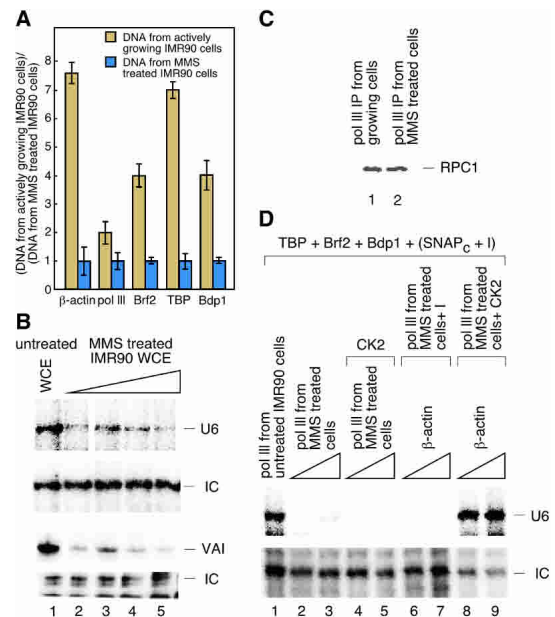 A
DNA from actively
growing IMR90 cells
DNA from MMS
treated IMR90 cells
(DNA from actively growing IMR90 cells)/
(DNA from MMS treated IMR90 cells)
8
7
6
5
4
3
2
1
β-actin pol III Brf2 TBP Bdp1
B
untreated MMS treated
IMR90 WCE
WCE
U6
IC
VAI
IC
1 2 3 4 5
C
pol III IP from
growing cells
pol III IP from
MMS treated cells
RPC1
1 2
D
TBP + Brf2 + Bdp1 + (SNAPC + I)
pol III from
untreated IMR90 cells
pol III from
MMS treated
cells
CK2
pol III from
MMS treated
cells
pol III from
MMS treated
cells+ I
β-actin
pol III from
MMS treated
cells+ CK2
β-actin
U6
IC
1 2 3 4 5 6 7 8 9